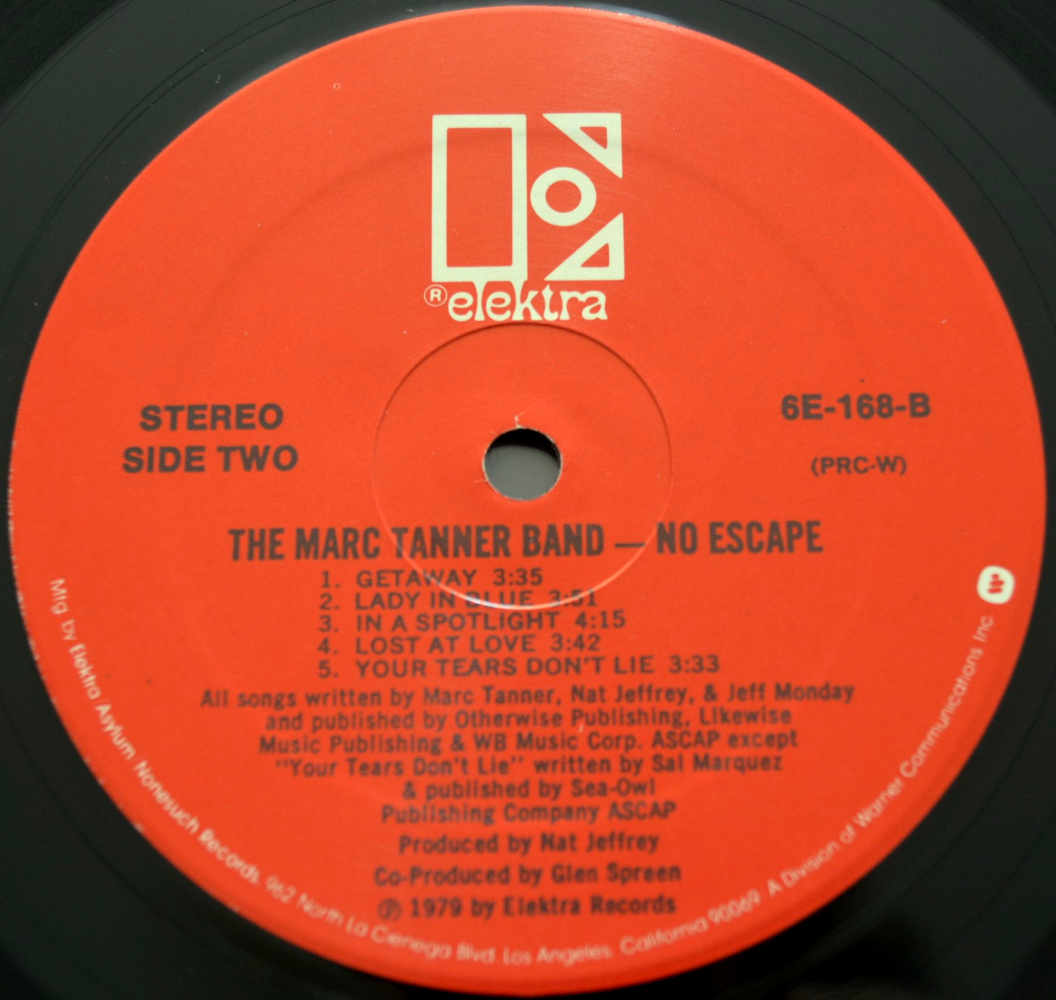 ® elektra
STEREO
SIDE TWO
6E-168-B
(PRC-W)
THE MARC TANNER BAND — NO ESCAPE
1. GETAWAY 3:35
2. LADY IN BLUE 3:51
3. IN A SPOTLIGHT 4:15
4. LOST AT LOVE 3:42
5. YOUR TEARS DON'T LIE 3:33
All songs written by Marc Tanner, Nat Jeffrey, & Jeff Monday
and published by Otherwise Publishing, Likewise
Music Publishing & WB Music Corp. ASCAP except
"Your Tears Don't Lie" written by Sal Marquez
& published by Sea-Owl
Publishing Company ASCAP
Produced by Nat Jeffrey
Co-Produced by Glen Spreen
℗ 1979 by Elektra Records
Mfg. by Elektra Asylum Nonesuch Records, 962 North La Cienega Blvd. Los Angeles, California 90069 A Division of Warner Communications Inc